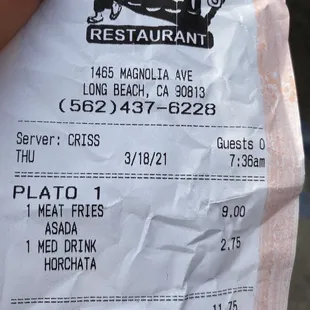 RESTAURANT
1465 MAGNOLIA AVE
LONG BEACH, CA 90813
(562)437-6228
Server: CRISS Guests 0
THU 3/18/21 7:36am
PLATO 1
1 MEAT FRIES 9.00
ASADA
1 MED DRINK 2.75
HORCHATA
11.75